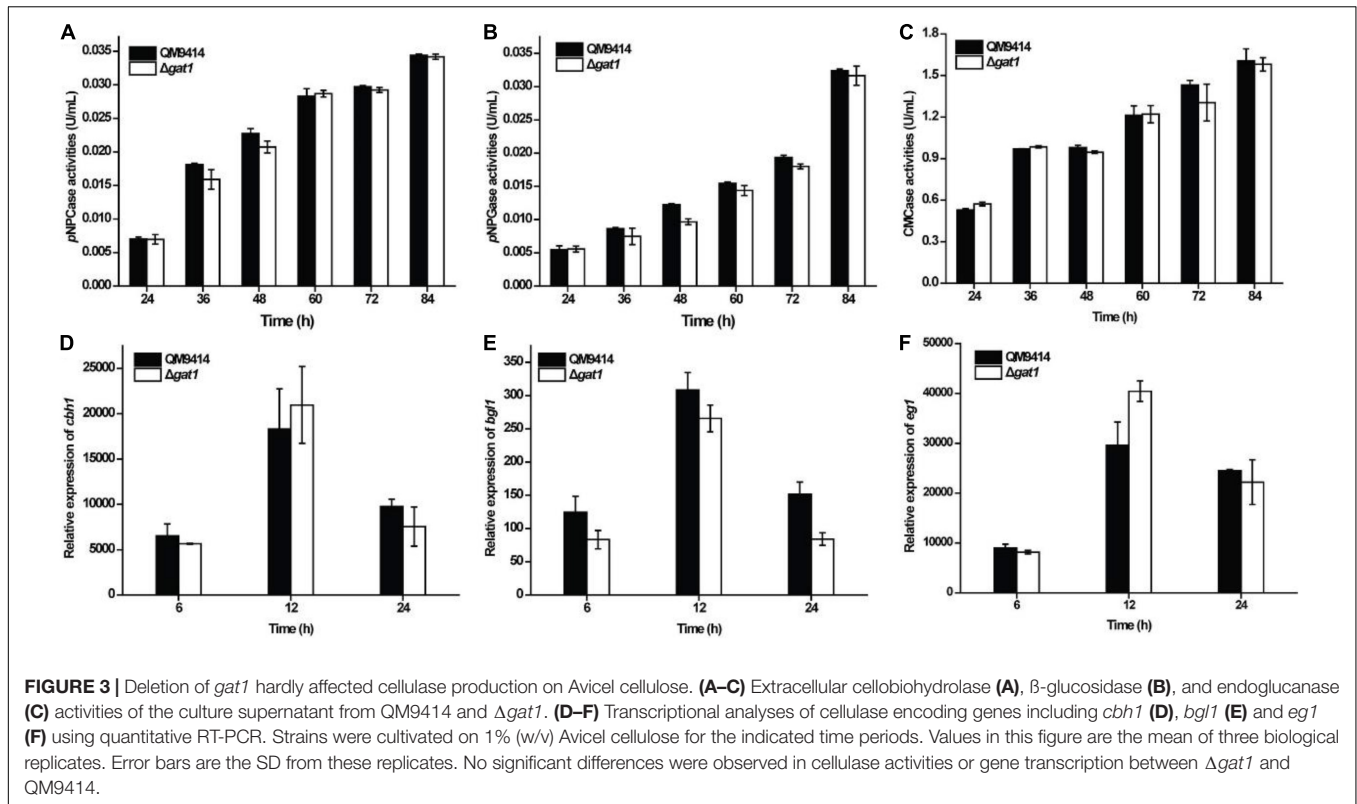 A
QM9414
Δgat1
pNPCase activities (U/mL)
0.035
0.030
0.025
0.020
0.015
0.010
0.005
0.000
24 36 48 60 72 84
Time (h)
B
QM9414
Δgat1
pNPGase activities (U/mL)
0.035
0.030
0.025
0.020
0.015
0.010
0.005
0.000
24 36 48 60 72 84
Time (h)
C
QM9414
Δgat1
CMCase activities (U/mL)
1.8
1.5
1.2
0.9
0.6
0.3
0.0
24 36 48 60 72 84
Time (h)
D
QM9414
Δgat1
Relative expression of cbh1
25000
20000
15000
10000
5000
0
6 12 24
Time (h)
E
QM9414
Δgat1
Relative expression of bgl1
350
300
250
200
150
100
50
0
6 12 24
Time (h)
F
QM9414
Δgat1
Relative expression of eg1
50000
40000
30000
20000
10000
0
6 12 24
Time (h)
FIGURE 3 | Deletion of gat1 hardly affected cellulase production on Avicel cellulose. (A–C) Extracellular cellobiohydrolase (A), ß-glucosidase (B), and endoglucanase
(C) activities of the culture supernatant from QM9414 and Δgat1. (D–F) Transcriptional analyses of cellulase encoding genes including cbh1 (D), bgl1 (E) and eg1
(F) using quantitative RT-PCR. Strains were cultivated on 1% (w/v) Avicel cellulose for the indicated time periods. Values in this figure are the mean of three biological
replicates. Error bars are the SD from these replicates. No significant differences were observed in cellulase activities or gene transcription between Δgat1 and
QM9414.